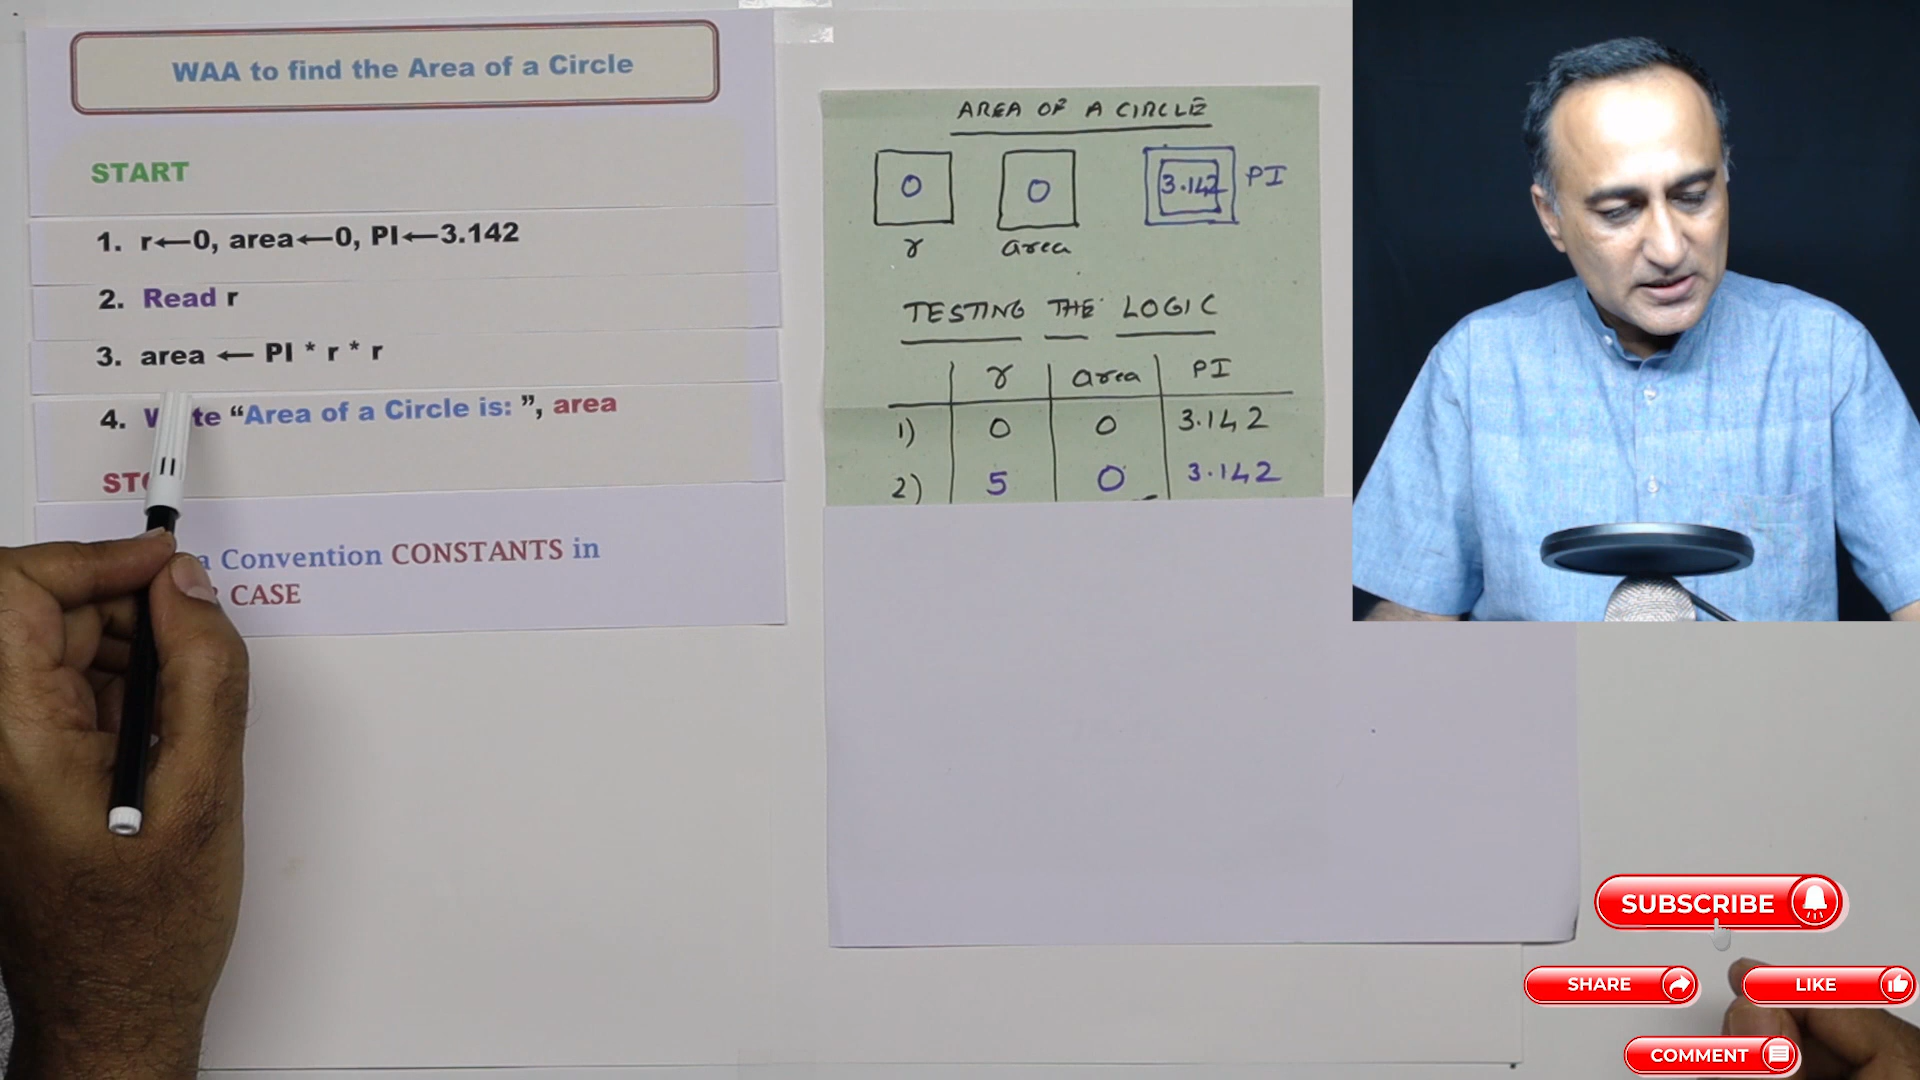 WAA to find the Area of a Circle
START
1. r←0, area←0, PI←3.142
2. Read r
3. area ← PI * r * r
4. “Area of a Circle is: ”, area
Convention CONSTANTS in
CASE
AREA OF A CIRCLE
0 0 3.142 PI
r area
TESTING THE LOGIC
r area PI
1) 0 0 3.142
2) 5 0 3.142
SUBSCRIBE
SHARE LIKE
COMMENT